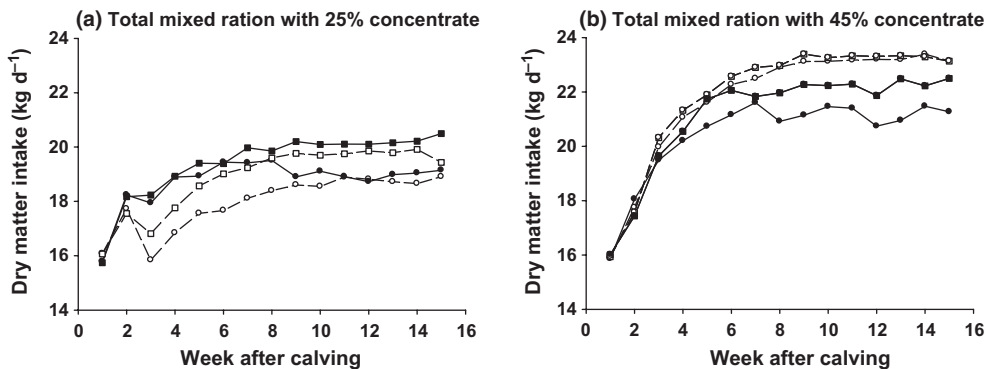 (a) Total mixed ration with 25% concentrate
24
22
20
18
16
14
0 2 4 6 8 10 12 14 16
Dry matter intake (kg d⁻¹)
Week after calving
(b) Total mixed ration with 45% concentrate
24
22
20
18
16
14
0 2 4 6 8 10 12 14 16
Dry matter intake (kg d⁻¹)
Week after calving